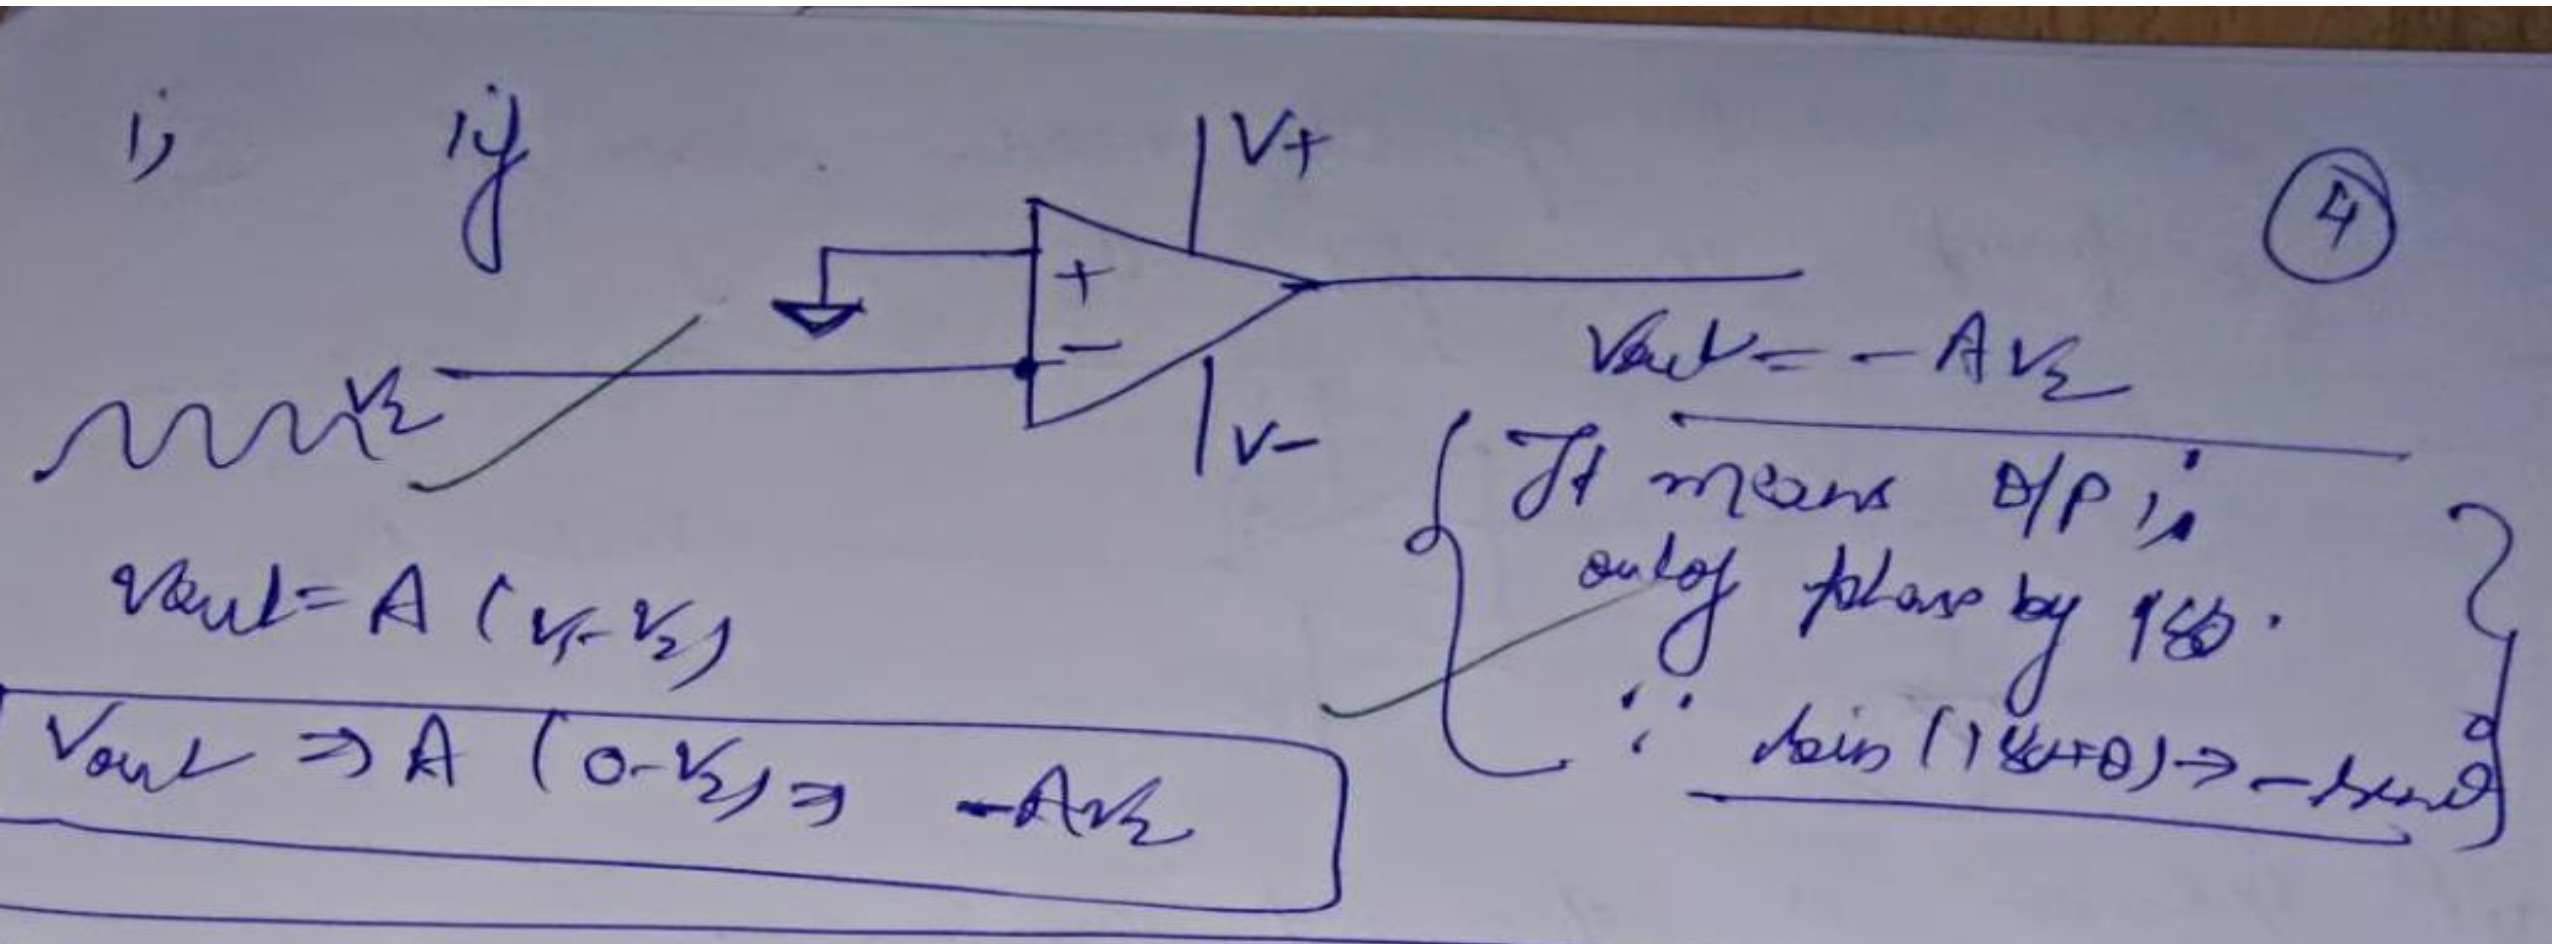 i, if
V+
4
+
-
V2
V-
Vout = -AV2
It means O/P is
out of phase by 180.
Vout = A (V1-V2)
∵ sin(180+θ) → -sinθ
Vout ⇒ A (0-V2) ⇒ -AV2